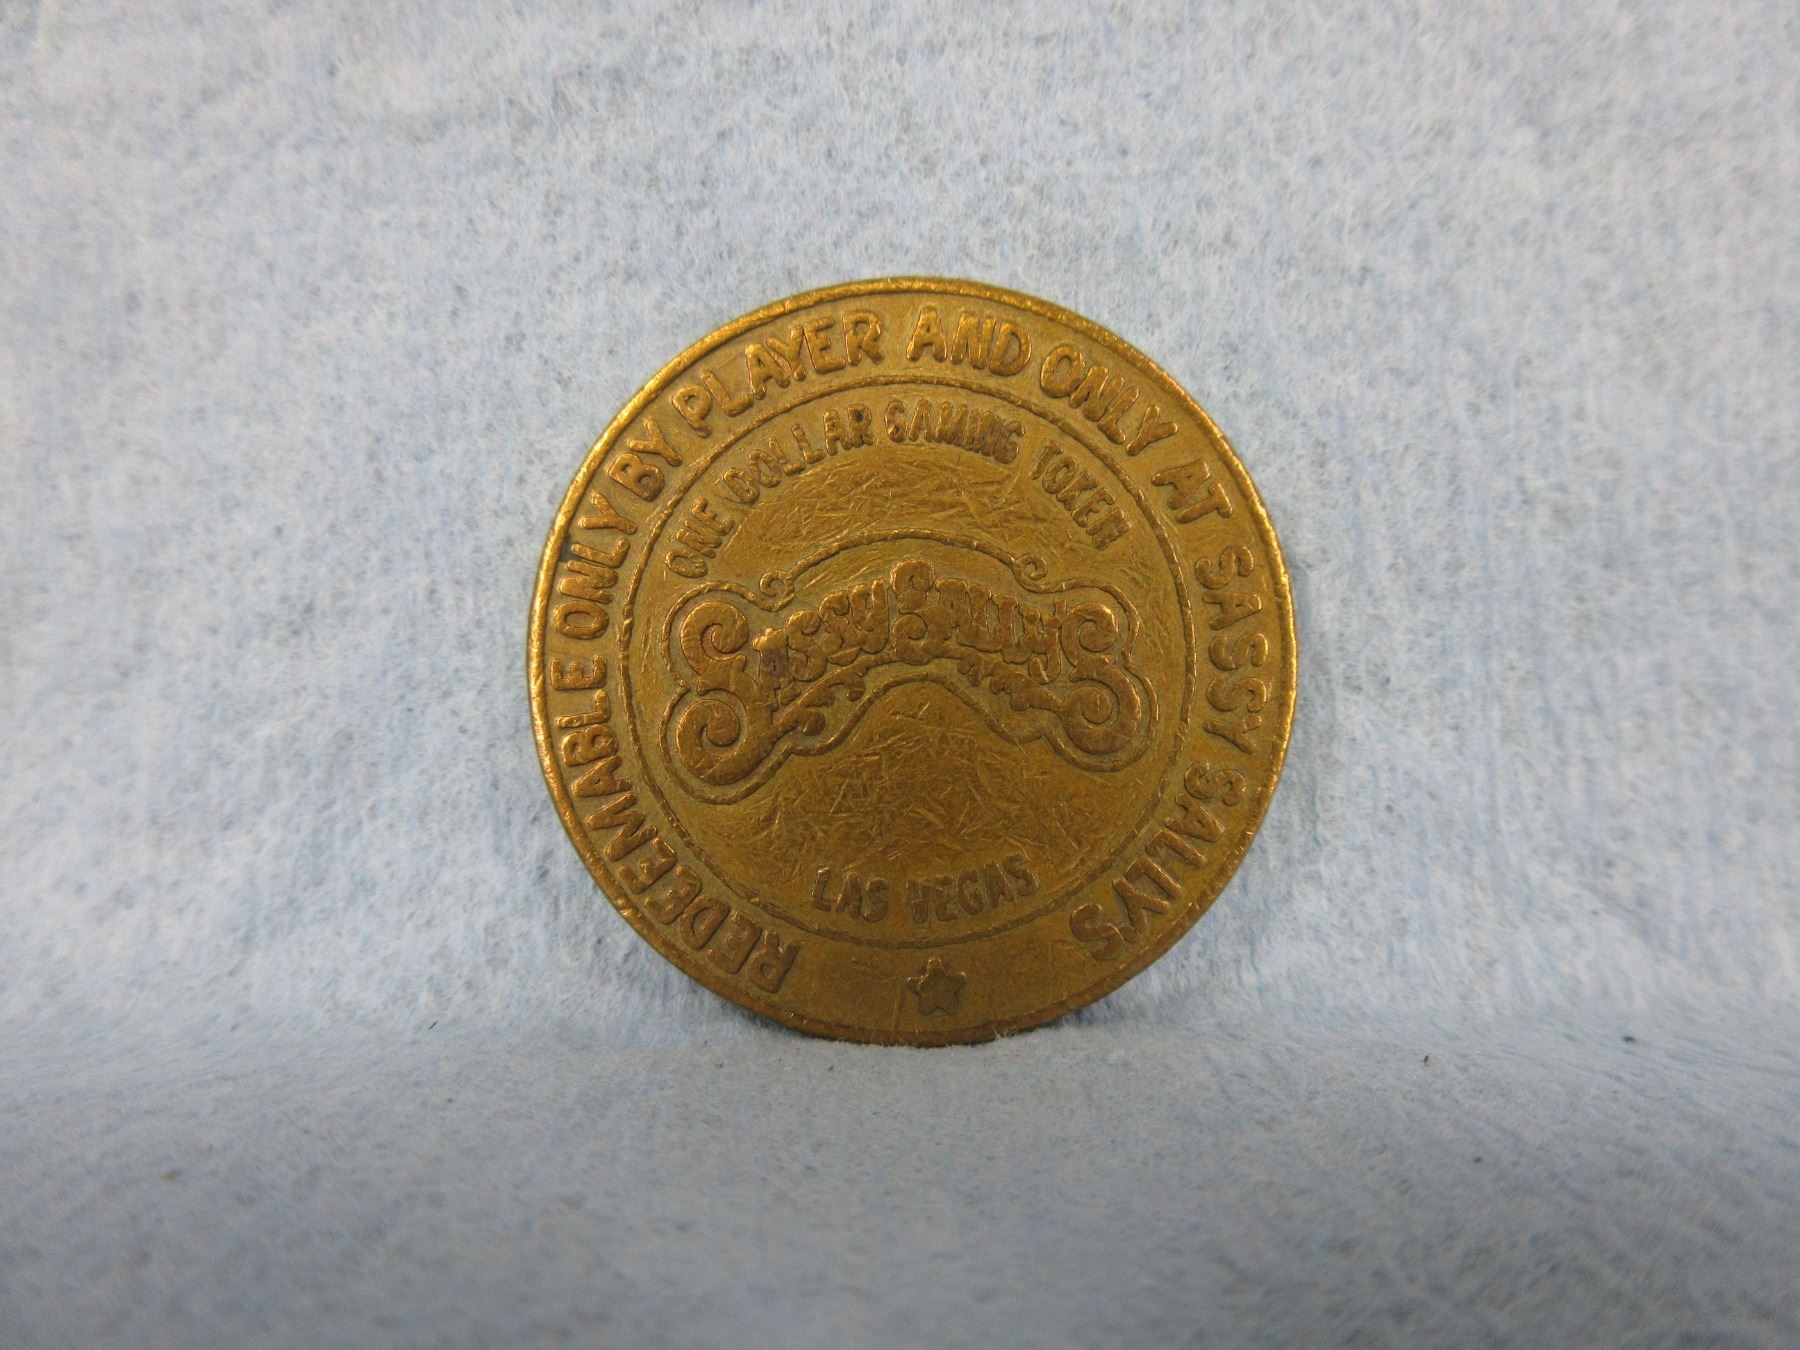 REDEEMABLE ONLY BY PLAYER AND ONLY AT SASSY SALLY'S
ONE DOLLAR GAMING TOKEN
SASSY SALLY'S
LAS VEGAS